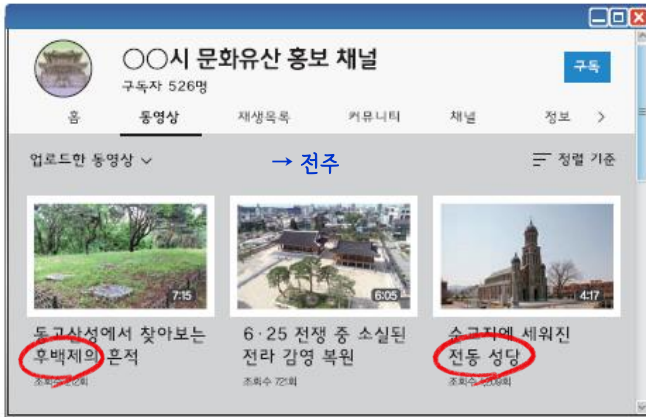 ○○시 문화유산 홍보 채널
구독자 526명
구독
홈 동영상 재생목록 커뮤니티 채널 정보 >
업로드한 동영상
→ 전주
정렬 기준
7:15
6:05
4:17
동고산성에서 찾아보는
후백제의 흔적
6·25 전쟁 중 소실된
전라 감영 복원
조회수 721회
순교지에 세워진
전동 성당